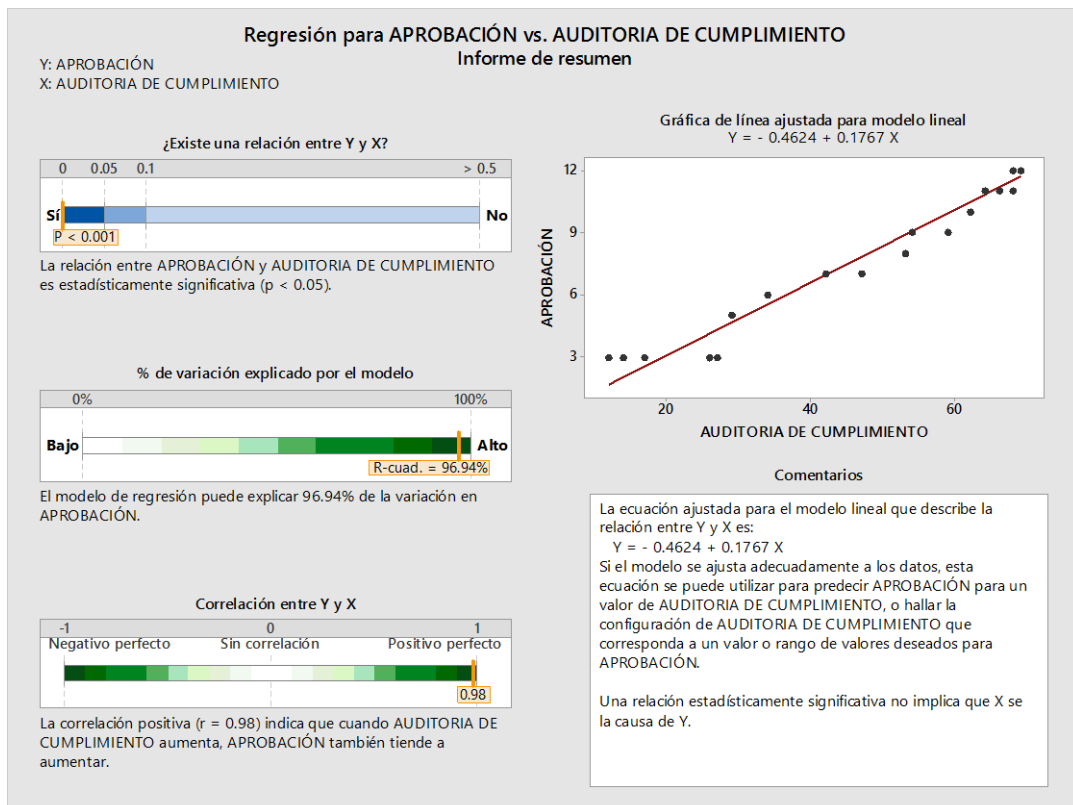 Regresión para APROBACIÓN vs. AUDITORIA DE CUMPLIMIENTO
Informe de resumen
Y: APROBACIÓN
X: AUDITORIA DE CUMPLIMIENTO
¿Existe una relación entre Y y X?
0 0.05 0.1 > 0.5
Sí No
P < 0.001
La relación entre APROBACIÓN y AUDITORIA DE CUMPLIMIENTO
es estadísticamente significativa (p < 0.05).
% de variación explicado por el modelo
0% 100%
Bajo Alto
R-cuad. = 96.94%
El modelo de regresión puede explicar 96.94% de la variación en
APROBACIÓN.
Correlación entre Y y X
-1 0 1
Negativo perfecto Sin correlación Positivo perfecto
0.98
La correlación positiva (r = 0.98) indica que cuando AUDITORIA DE
CUMPLIMIENTO aumenta, APROBACIÓN también tiende a
aumentar.
Gráfica de línea ajustada para modelo lineal
Y = - 0.4624 + 0.1767 X
12
9
6
3
APROBACIÓN
20 40 60
AUDITORIA DE CUMPLIMIENTO
Comentarios
La ecuación ajustada para el modelo lineal que describe la
relación entre Y y X es:
Y = - 0.4624 + 0.1767 X
Si el modelo se ajusta adecuadamente a los datos, esta
ecuación se puede utilizar para predecir APROBACIÓN para un
valor de AUDITORIA DE CUMPLIMIENTO, o hallar la
configuración de AUDITORIA DE CUMPLIMIENTO que
corresponda a un valor o rango de valores deseados para
APROBACIÓN.
Una relación estadísticamente significativa no implica que X se
la causa de Y.